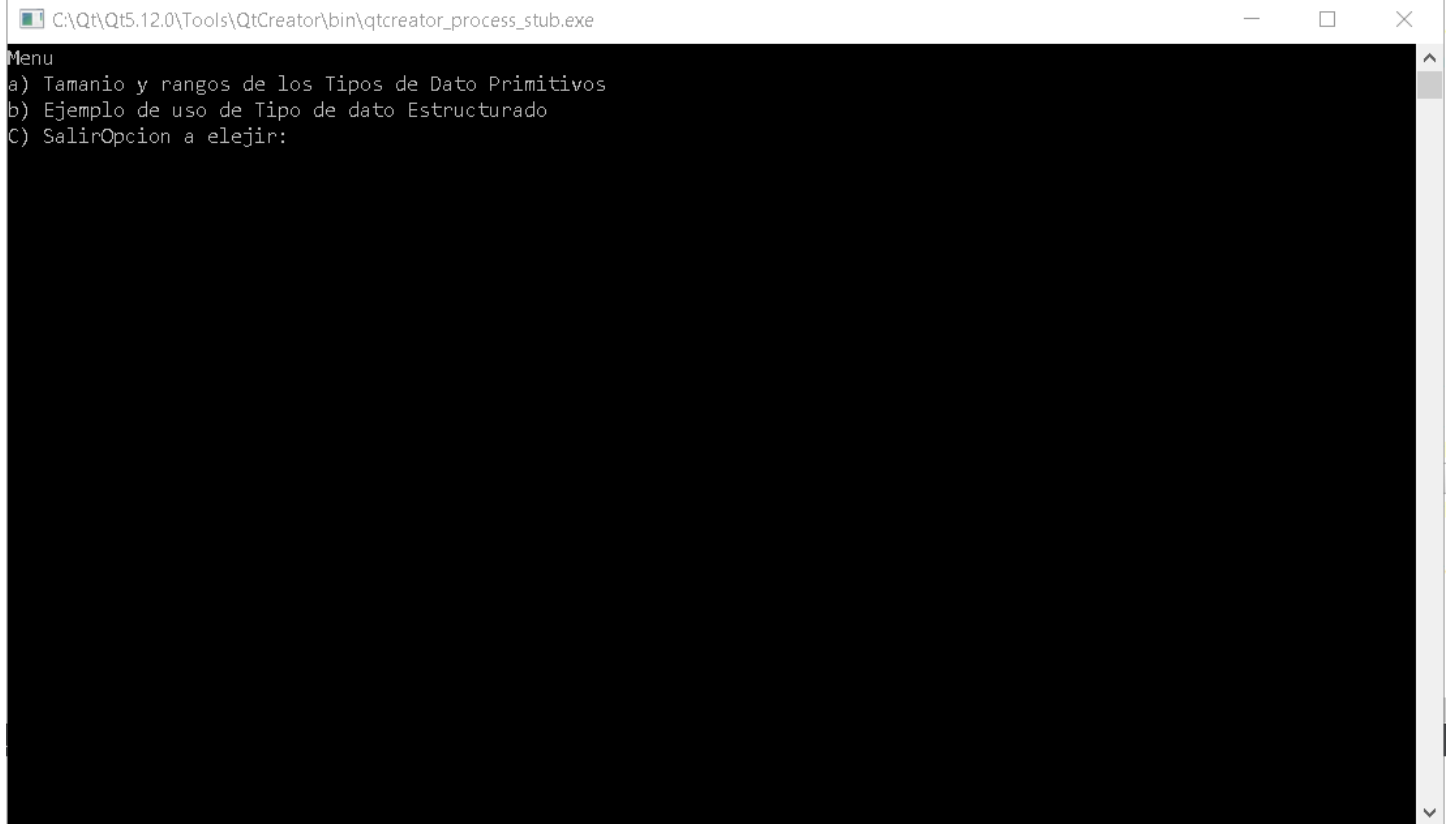 C:\Qt\Qt5.12.0\Tools\QtCreator\bin\qtcreator_process_stub.exe
Menu
a) Tamanio y rangos de los Tipos de Dato Primitivos
b) Ejemplo de uso de Tipo de dato Estructurado
C) SalirOpcion a elejir: